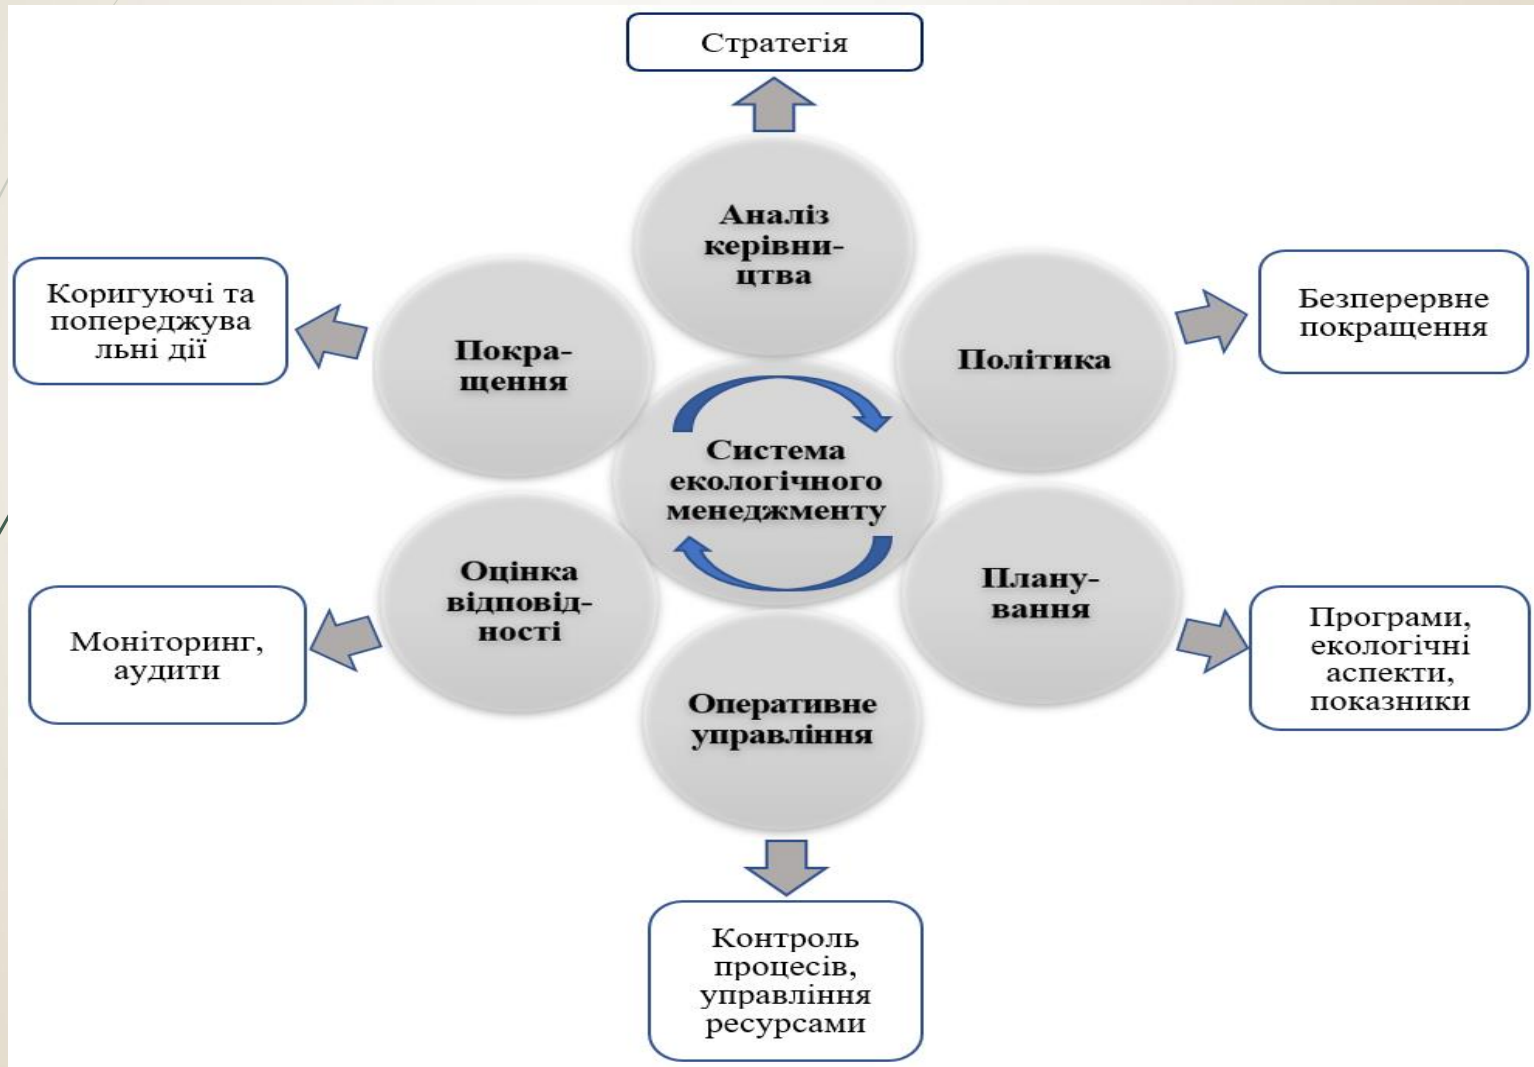 Стратегія
Аналіз
керівни-
цтва
Коригуючі та
попереджува
льні дії
Покра-
щення
Політика
Безперервне
покращення
Система
екологічного
менеджменту
Моніторинг,
аудити
Оцінка
відповід-
ності
Плану-
вання
Програми,
екологічні
аспекти,
показники
Оперативне
управління
Контроль
процесів,
управління
ресурсами